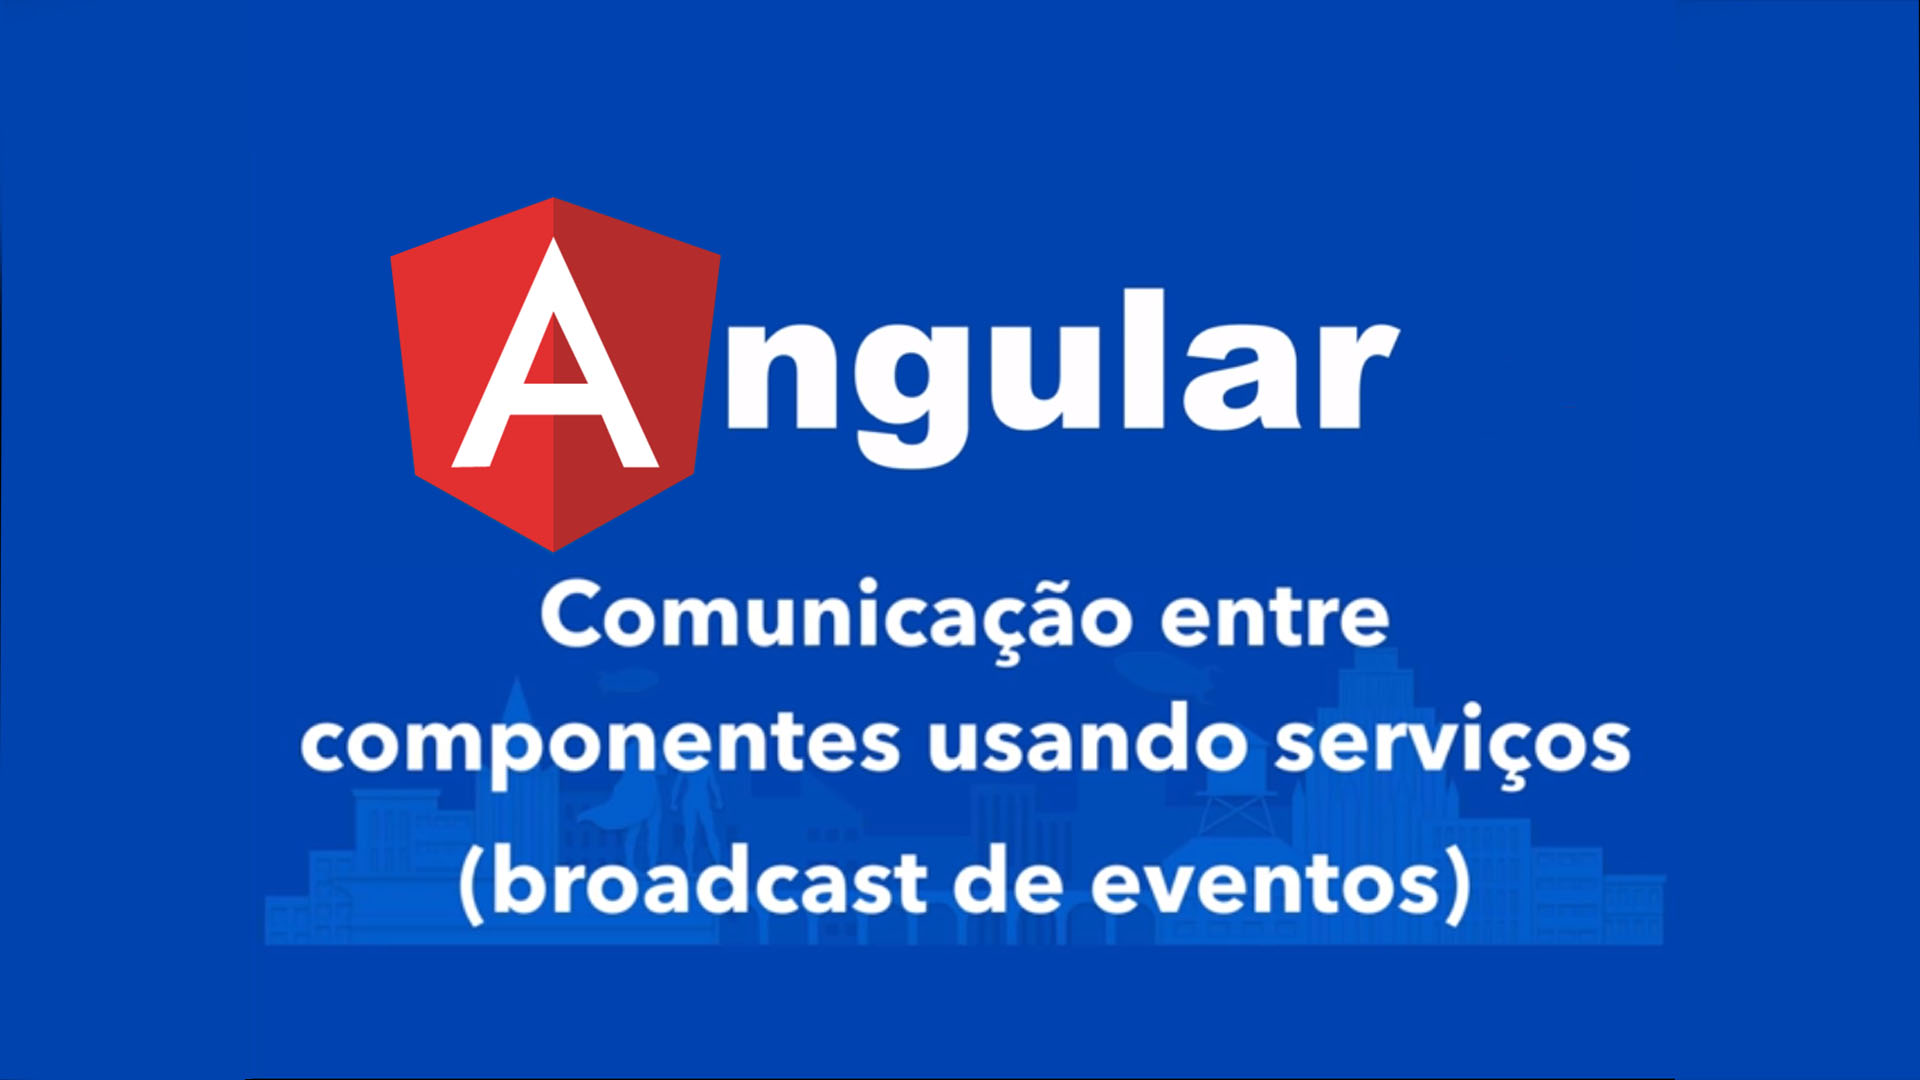 Angular
Comunicação entre
componentes usando serviços
(broadcast de eventos)